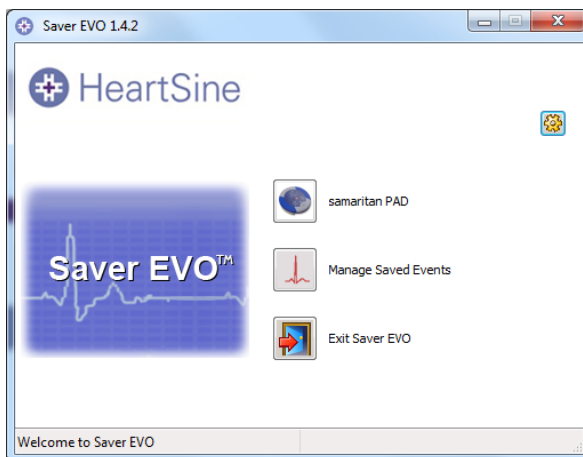 Saver EVO 1.4.2
HeartSine
Saver EVO™
samaritan PAD
Manage Saved Events
Exit Saver EVO
Welcome to Saver EVO